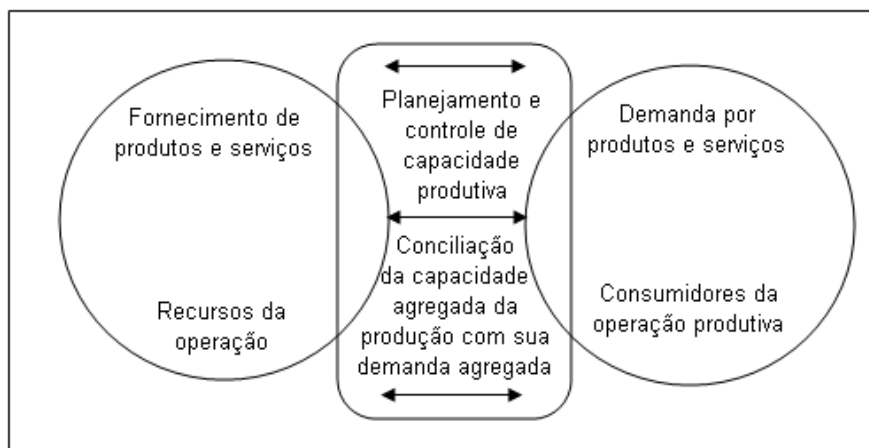 Fornecimento de
produtos e serviços
Recursos da
operação
Planejamento e
controle de
capacidade
produtiva
Conciliação
da capacidade
agregada da
produção com sua
demanda agregada
Demanda por
produtos e serviços
Consumidores da
operação produtiva